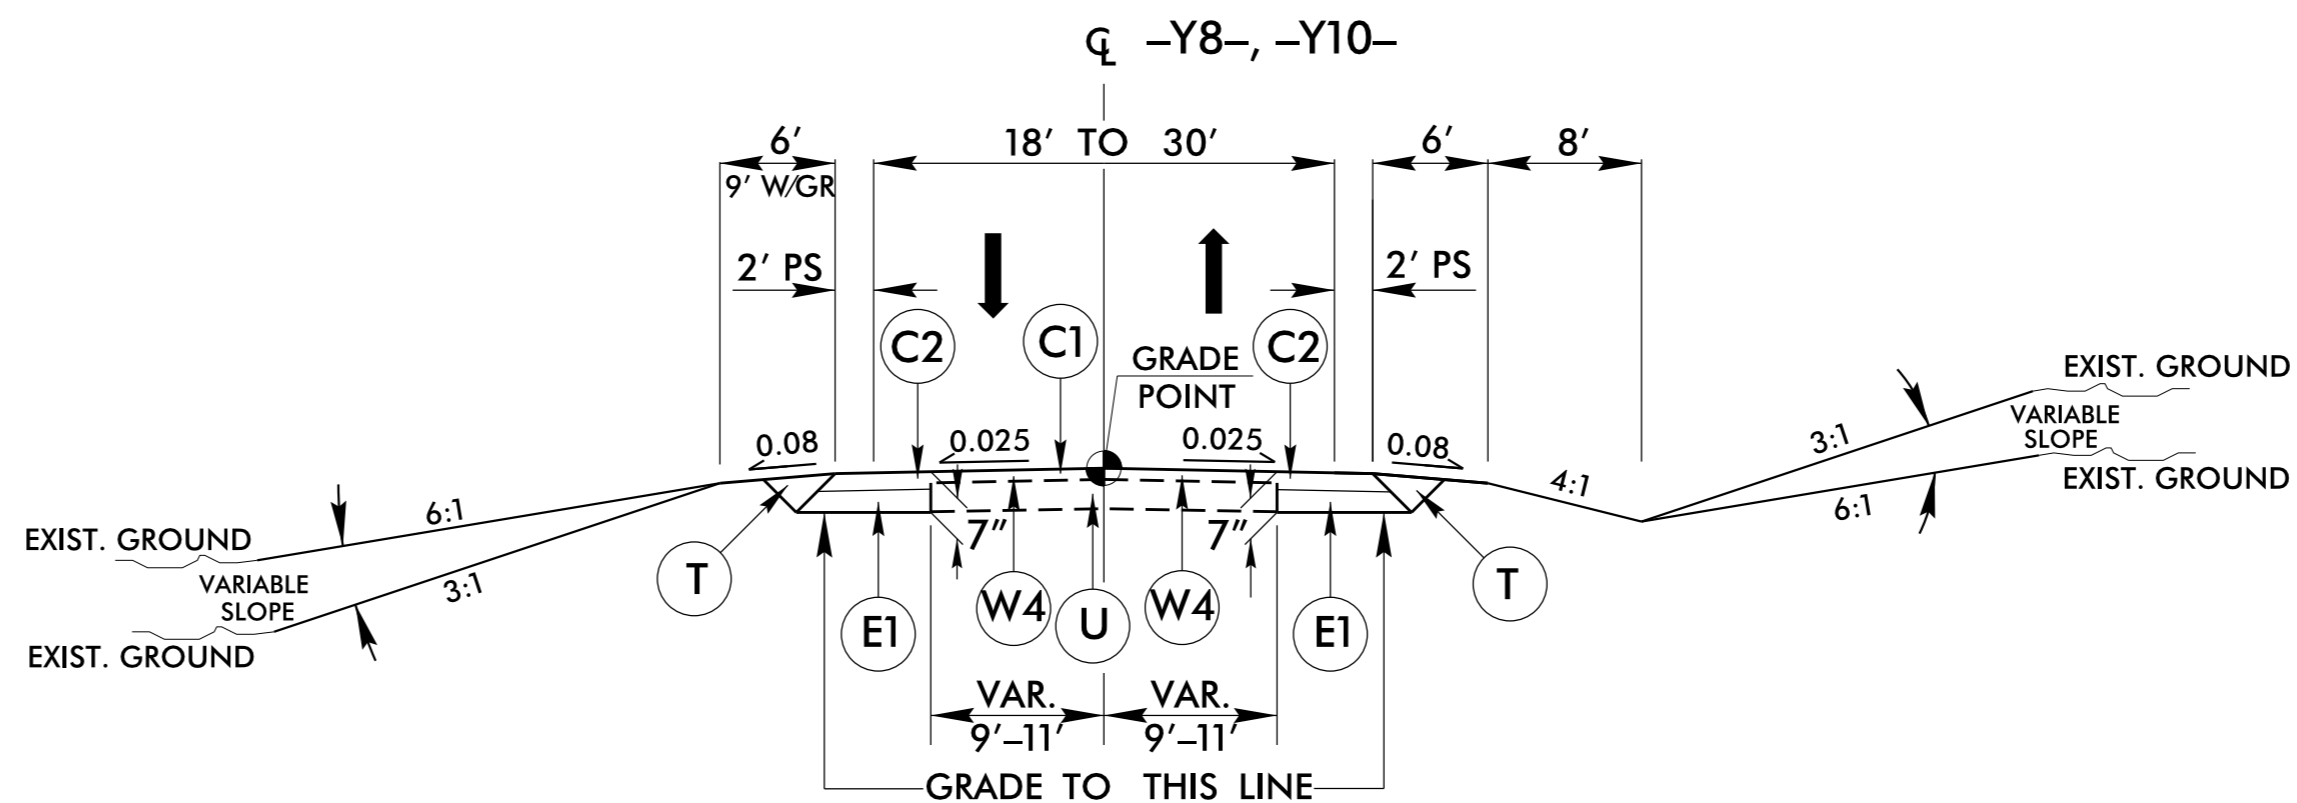 ℄ –Y8–, –Y10–
6' 18' TO 30' 6' 8'
9' W/GR
2' PS 2' PS
C2 C1 C2
GRADE
POINT
0.08 0.025 0.025 0.08
EXIST. GROUND
3:1 VARIABLE
SLOPE
4:1 6:1 EXIST. GROUND
6:1
EXIST. GROUND
7" 7"
VARIABLE
SLOPE
3:1
EXIST. GROUND
T E1 W4 U W4 E1 T
VAR. VAR.
9'–11' 9'–11'
GRADE TO THIS LINE